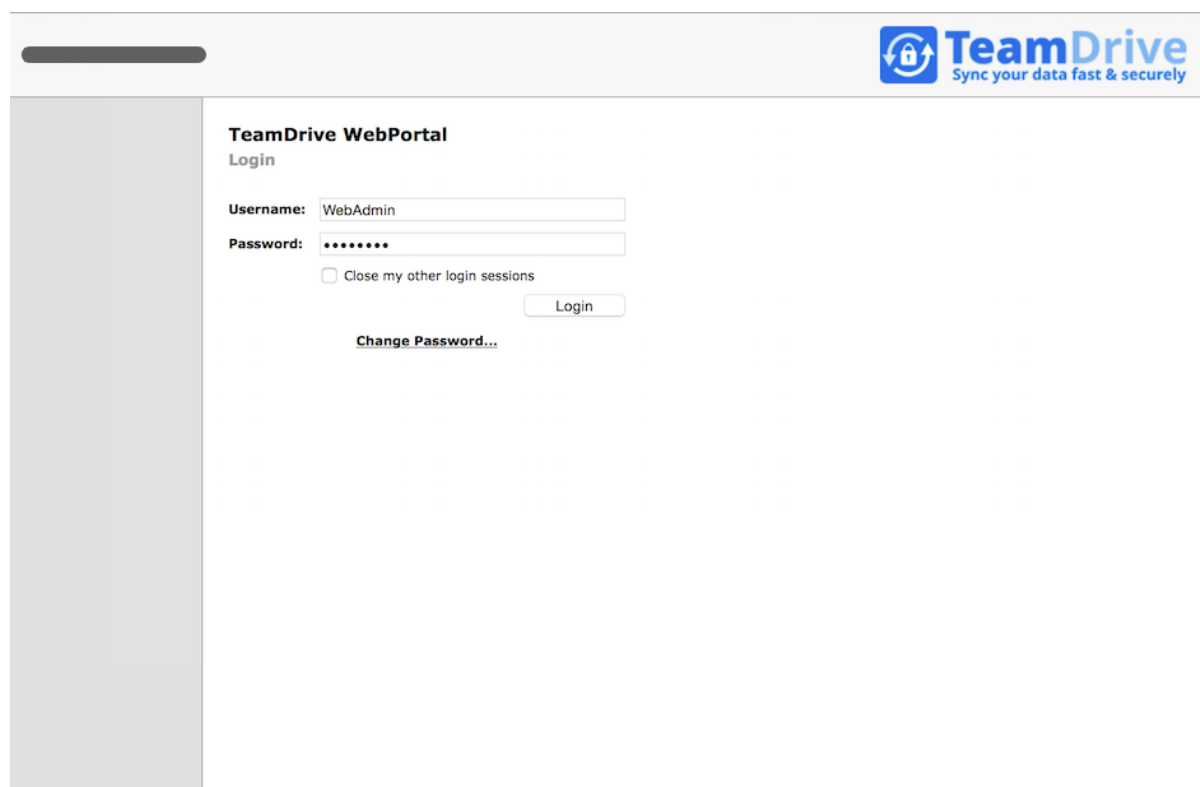 TeamDrive
Sync your data fast & securely
TeamDrive WebPortal
Login
Username: WebAdmin
Password: ••••••••
Close my other login sessions
Login
Change Password...